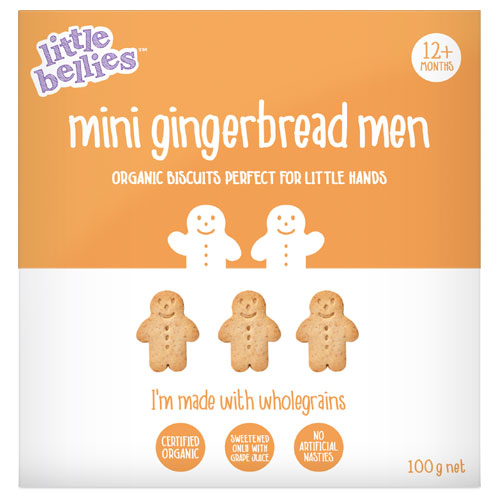 little
bellies™
12+
MONTHS
mini gingerbread men
ORGANIC BISCUITS PERFECT FOR LITTLE HANDS
I'm made with wholegrains
CERTIFIED
ORGANIC
SWEETENED
ONLY WITH
GRAPE JUICE
NO
ARTIFICIAL
NASTIES
100g net